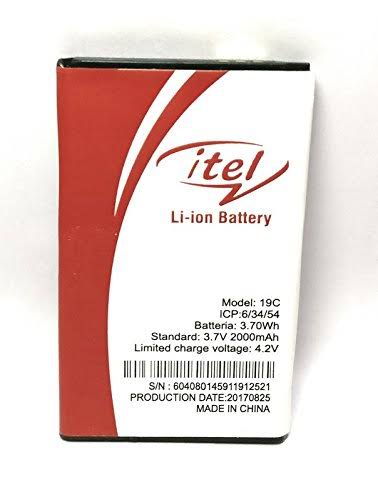 itel
Li-ion Battery
Model: 19C
ICP:6/34/54
Batteria: 3.70Wh
Standard: 3.7V 2000mAh
Limited charge voltage: 4.2V
S/N : 604080145911912521
PRODUCTION DATE:20170825
MADE IN CHINA